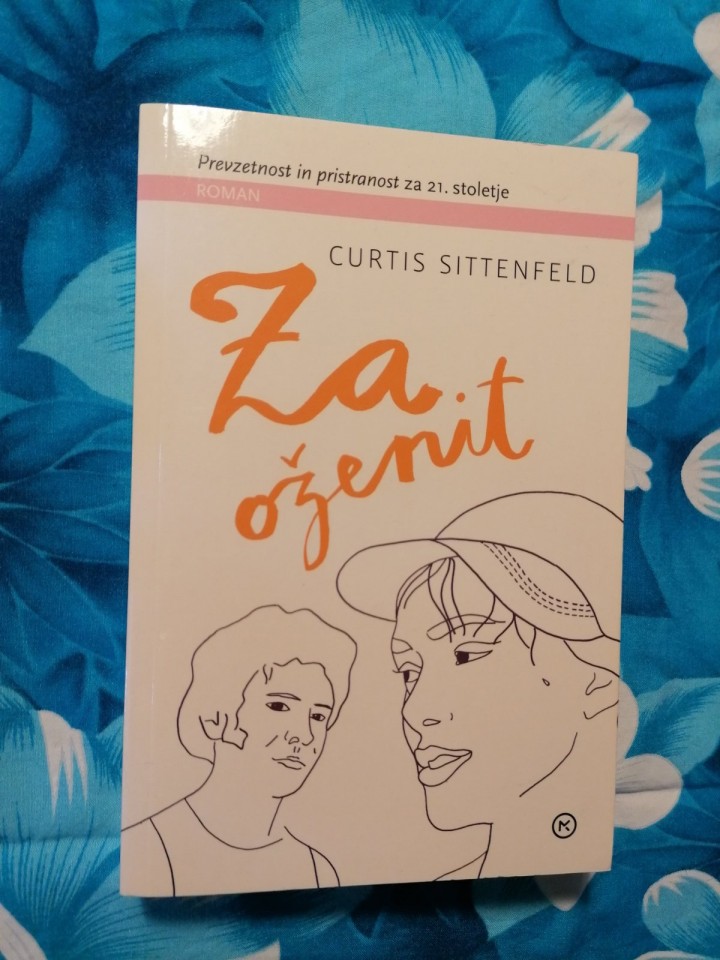 Prevzetnost in pristranost za 21. stoletje
ROMAN
CURTIS SITTENFELD
Za
oženit